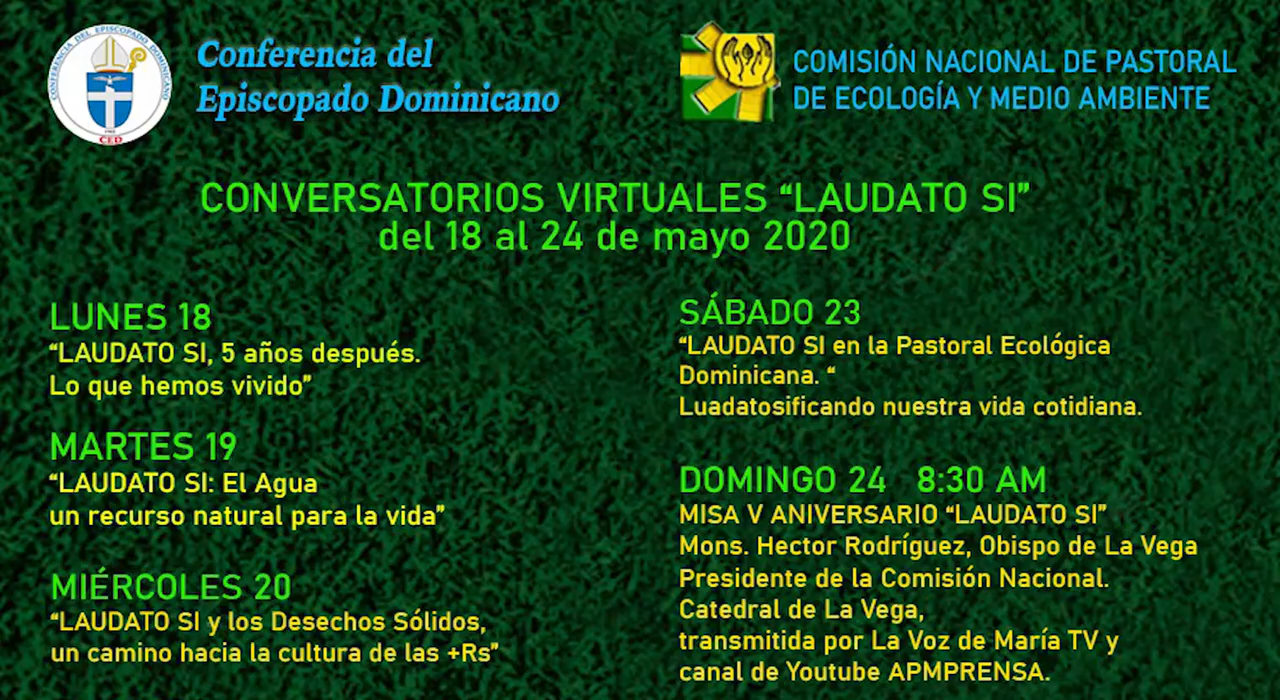 CONFERENCIA DEL EPISCOPADO DOMINICANO
CED
Conferencia del
Episcopado Dominicano
COMISIÓN NACIONAL DE PASTORAL
DE ECOLOGÍA Y MEDIO AMBIENTE
CONVERSATORIOS VIRTUALES “LAUDATO SI”
del 18 al 24 de mayo 2020
LUNES 18
“LAUDATO SI, 5 años después.
Lo que hemos vivido”
MARTES 19
“LAUDATO SI: El Agua
un recurso natural para la vida”
MIÉRCOLES 20
“LAUDATO SI y los Desechos Sólidos,
un camino hacia la cultura de las +Rs”
SÁBADO 23
“LAUDATO SI en la Pastoral Ecológica
Dominicana. “
Luadatosificando nuestra vida cotidiana.
DOMINGO 24 8:30 AM
MISA V ANIVERSARIO “LAUDATO SI”
Mons. Hector Rodríguez, Obispo de La Vega
Presidente de la Comisión Nacional.
Catedral de La Vega,
transmitida por La Voz de María TV y
canal de Youtube APMPRENSA.